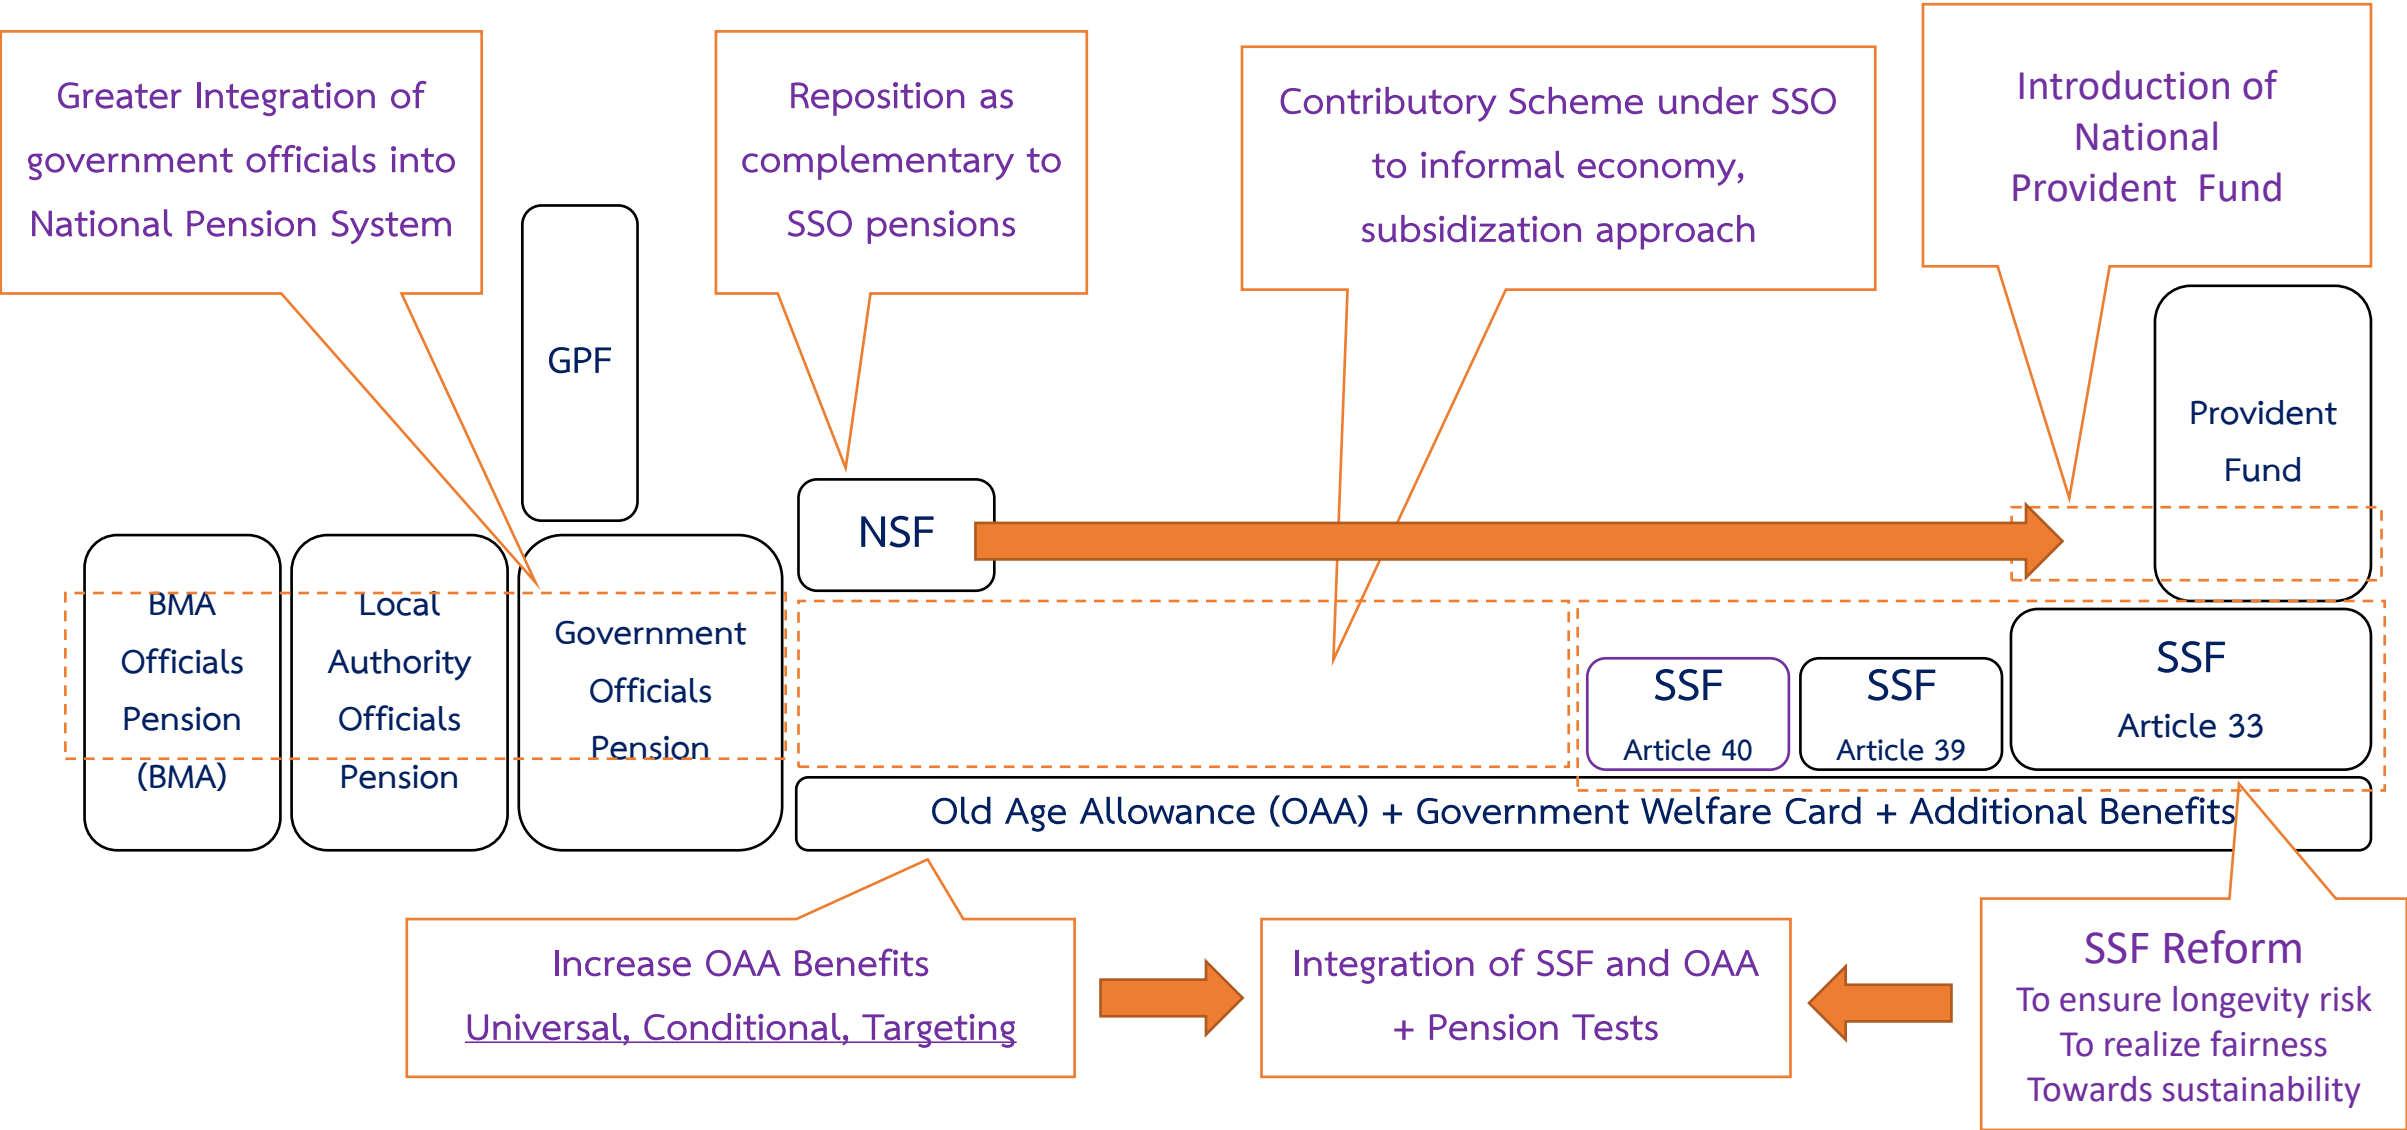 Greater Integration of
government officials into
National Pension System
Reposition as
complementary to
SSO pensions
Contributory Scheme under SSO
to informal economy,
subsidization approach
Introduction of
National
Provident Fund
GPF
Provident
Fund
NSF
BMA
Officials
Pension
(BMA)
Local
Authority
Officials
Pension
Government
Officials
Pension
SSF
Article 40
SSF
Article 39
SSF
Article 33
Old Age Allowance (OAA) + Government Welfare Card + Additional Benefits
Increase OAA Benefits
Universal, Conditional, Targeting
Integration of SSF and OAA
+ Pension Tests
SSF Reform
To ensure longevity risk
To realize fairness
Towards sustainability